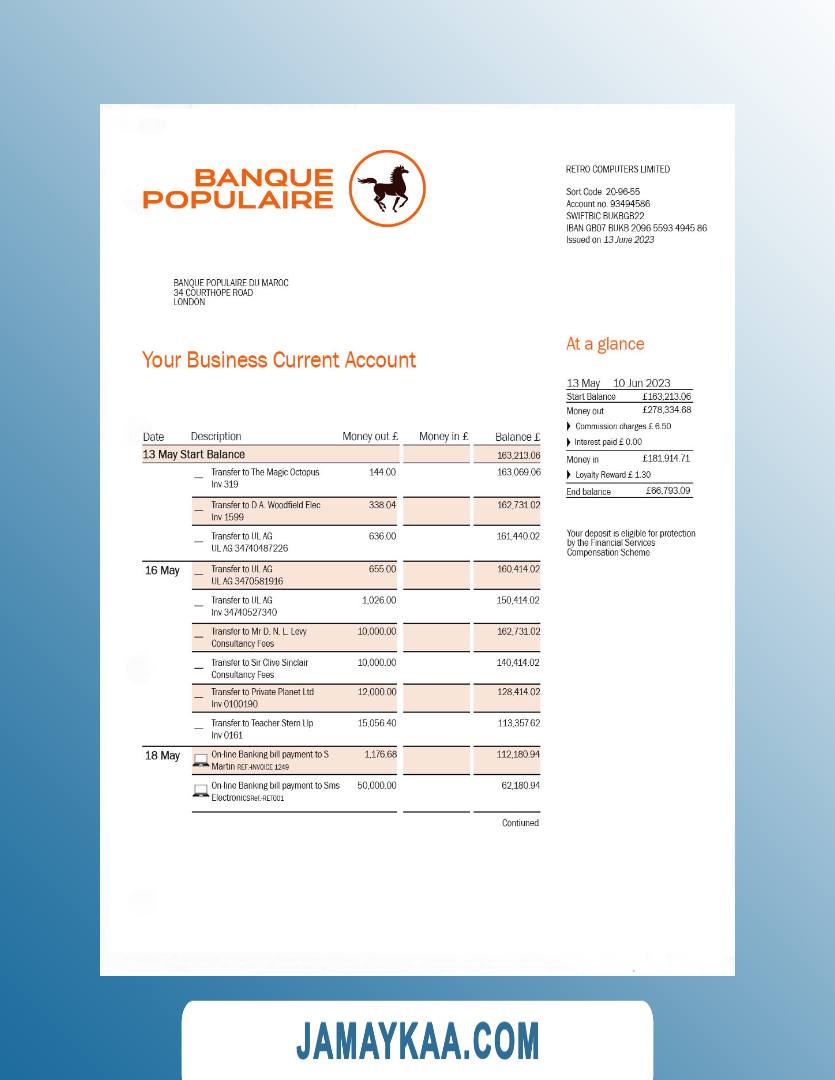 BANQUE
POPULAIRE
RETRO COMPUTERS LIMITED
Sort Code 20-96-55
Account no. 93494586
SWIFTBIC BUKBGB22
IBAN GB07 BUKB 2096 5593 4945 86
Issued on 13 June 2023
BANQUE POPULAIRE DU MAROC
34 COURTHOPE ROAD
LONDON
Your Business Current Account
At a glance
13 May 10 Jun 2023
Start Balance £163,213.06
Money out £278,334.68
Commission charges £ 6.50
Interest paid £ 0.00
Money in £181,914.71
Loyalty Reward £ 1.30
End balance £66,793.09
Your deposit is eligible for protection
by the Financial Services
Compensation Scheme
Date Description Money out £ Money in £ Balance £
13 May Start Balance 163,213.06
Transfer to The Magic Octopus 144.00 163,069.06
Inv 319
Transfer to D A. Woodfield Elec 338.04 162,731.02
Inv 1599
Transfer to UL AG 636.00 161,440.02
UL AG 34740487226
16 May Transfer to UL AG 655.00 160,414.02
UL AG 3470581916
Transfer to UL AG 1,026.00 150,414.02
Inv 34740527340
Transfer to Mr D. N. L. Levy 10,000.00 162,731.02
Consultancy Fees
Transfer to Sir Clive Sinclair 10,000.00 140,414.02
Consultancy Fees
Transfer to Private Planet Ltd 12,000.00 128,414.02
Inv 0100190
Transfer to Teacher Stern Llp 15,056.40 113,357.62
Inv 0161
18 May On-line Banking bill payment to S 1,176.68 112,180.94
Martin REF:-INVOICE 1249
On-line Banking bill payment to Sms 50,000.00 62,180.94
ElectronicsRef:-RET001
Contiuned
JAMAYKAA.COM